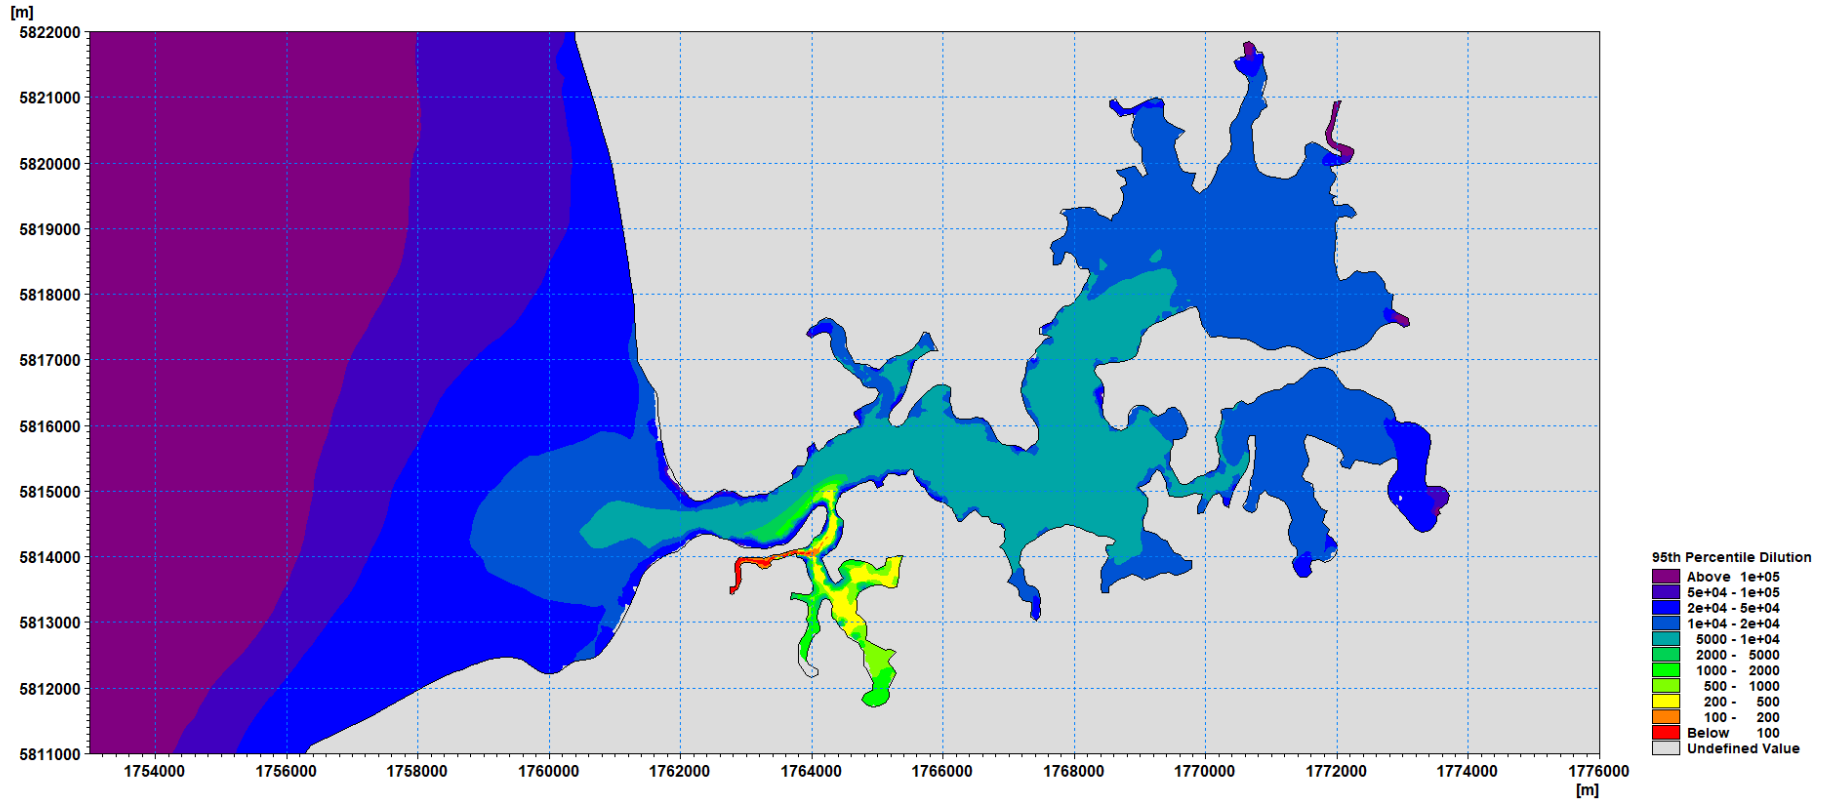 [m]
5822000
5821000
5820000
5819000
5818000
5817000
5816000
5815000
5814000
5813000
5812000
5811000
1754000 1756000 1758000 1760000 1762000 1764000 1766000 1768000 1770000 1772000 1774000 1776000
[m]
95th Percentile Dilution
Above 1e+05
5e+04 - 1e+05
2e+04 - 5e+04
1e+04 - 2e+04
5000 - 1e+04
2000 - 5000
1000 - 2000
500 - 1000
200 - 500
100 - 200
Below 100
Undefined Value